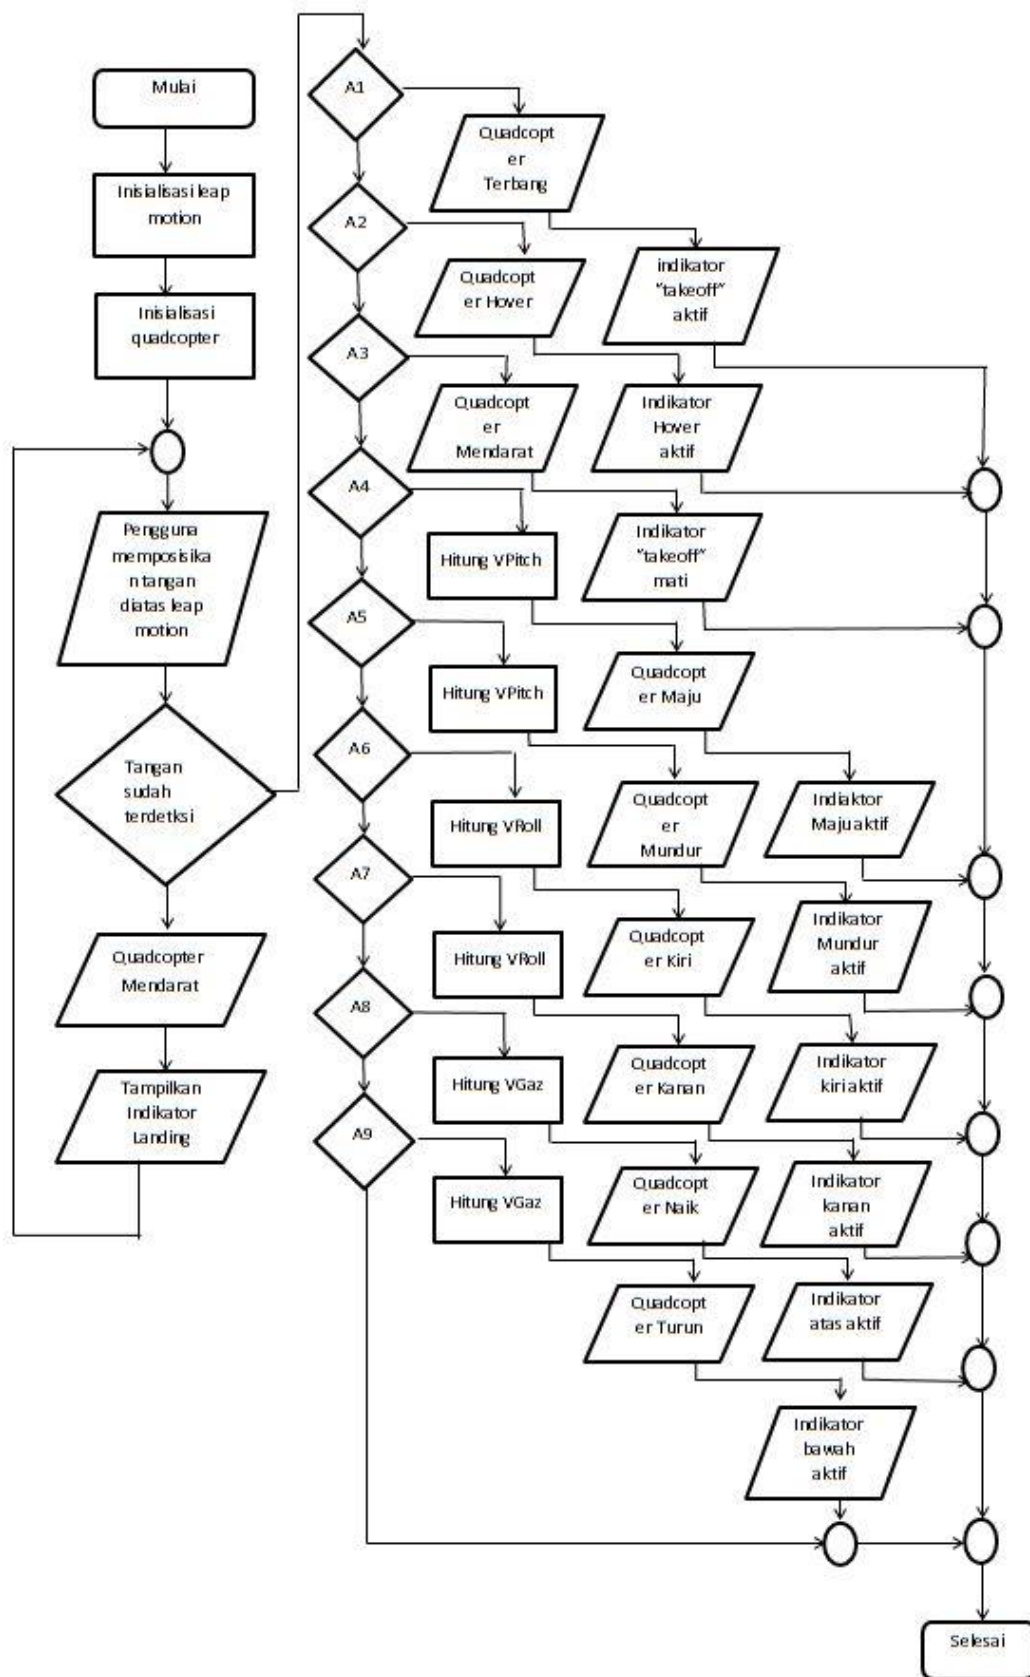 Mulai
Inisialisasi leap
motion
Inisialisasi
quadcopter
Pengguna
memposisika
n tangan
diatas leap
motion
Tangan
sudah
terdetksi
Quadcopter
Mendarat
Tampilkan
Indikator
Landing
A1
Quadcopt
er
Terbang
indikator
"takeoff"
aktif
A2
Quadcopt
er Hover
Indikator
Hover
aktif
A3
Quadcopt
er
Mendarat
Indikator
"takeoff"
mati
A4
Hitung VPitch
Quadcopt
er Maju
Indiaktor
Maju aktif
A5
Hitung VPitch
Quadcopt
er
Mundur
Indikator
Mundur
aktif
A6
Hitung VRoll
Quadcopt
er Kiri
Indikator
kiri aktif
A7
Hitung VRoll
Quadcopt
er Kanan
Indikator
kanan
aktif
A8
Hitung VGaz
Quadcopt
er Naik
Indikator
atas aktif
A9
Hitung VGaz
Quadcopt
er Turun
Indikator
bawah
aktif
Selesai